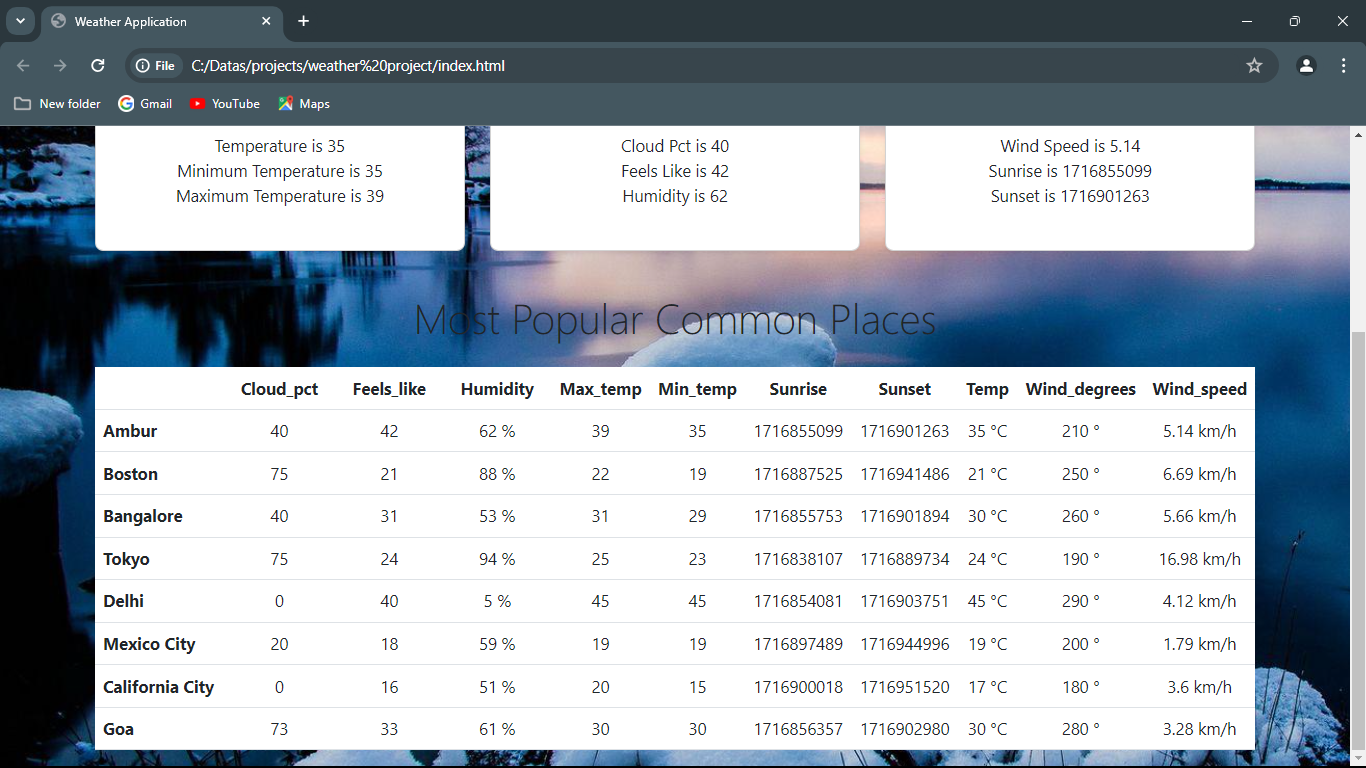 Weather Application
File C:/Datas/projects/weather%20project/index.html
New folder Gmail YouTube Maps
Temperature is 35
Minimum Temperature is 35
Maximum Temperature is 39
Cloud Pct is 40
Feels Like is 42
Humidity is 62
Wind Speed is 5.14
Sunrise is 1716855099
Sunset is 1716901263
Most Popular Common Places
Cloud_pct Feels_like Humidity Max_temp Min_temp Sunrise Sunset Temp Wind_degrees Wind_speed
Ambur 40 42 62 % 39 35 1716855099 1716901263 35 °C 210 ° 5.14 km/h
Boston 75 21 88 % 22 19 1716887525 1716941486 21 °C 250 ° 6.69 km/h
Bangalore 40 31 53 % 31 29 1716855753 1716901894 30 °C 260 ° 5.66 km/h
Tokyo 75 24 94 % 25 23 1716838107 1716889734 24 °C 190 ° 16.98 km/h
Delhi 0 40 5 % 45 45 1716854081 1716903751 45 °C 290 ° 4.12 km/h
Mexico City 20 18 59 % 19 19 1716897489 1716944996 19 °C 200 ° 1.79 km/h
California City 0 16 51 % 20 15 1716900018 1716951520 17 °C 180 ° 3.6 km/h
Goa 73 33 61 % 30 30 1716856357 1716902980 30 °C 280 ° 3.28 km/h